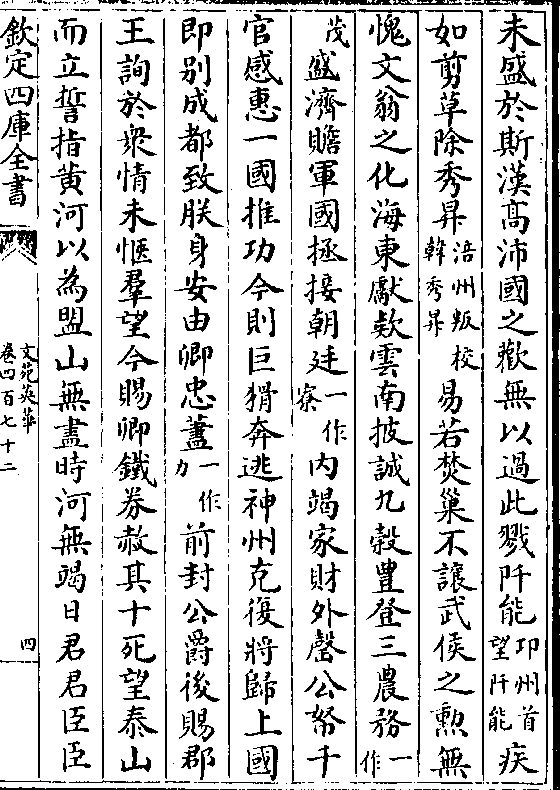 未盛於斯漢髙沛國之歡無以過此戮阡能卭州首望阡能疾
如剪草除秀昇涪州叛校韓秀昇易若焚巢不讓武侯之勲無
愧文翁之化海東獻欵雲南披誠九榖豊登三農務一作
茂盛濟贍軍國拯接朝廷一作寮内竭家財外罄公帑千
官感惠一國推功今則巨猾奔逃神州克復將歸上國
即别成都致朕身安由卿忠藎一作力前封公爵後賜郡
王詢於衆情未愜羣望今賜卿鐵券赦其十死望泰山
而立誓指黄河以為盟山無盡時河無竭日君君臣臣
欽定四庫全書
文苑英華
卷四百七十二
四